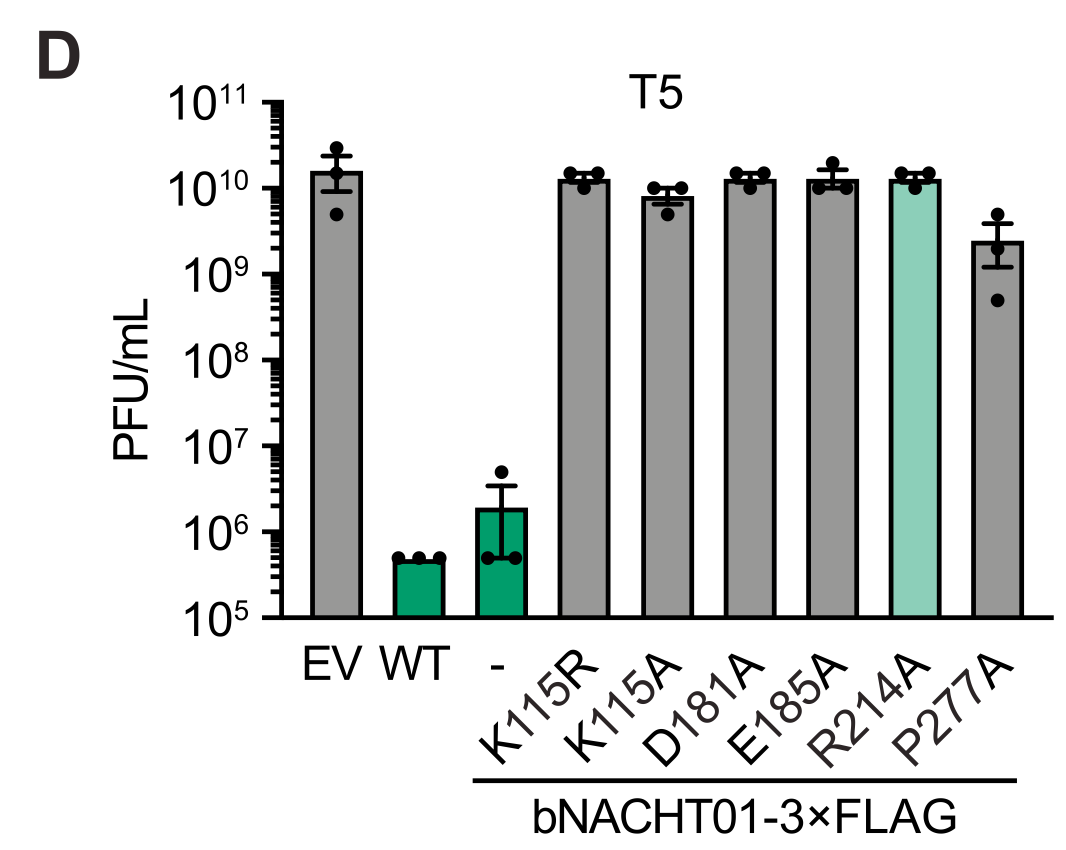 D
T5
PFU/mL
10¹¹
10¹⁰
10⁹
10⁸
10⁷
10⁶
10⁵
EV WT - K115R K115A D181A E185A R214A P277A
bNACHT01-3×FLAG